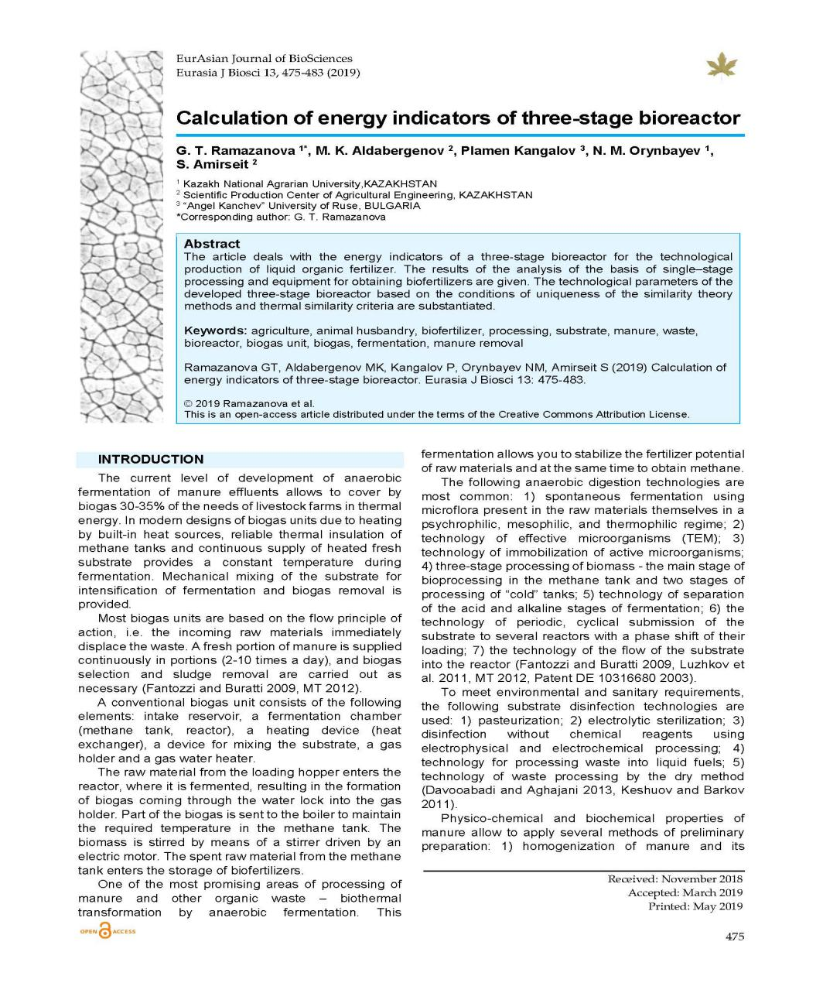 EurAsian Journal of BioSciences
Eurasia J Biosci 13, 475-483 (2019)
Calculation of energy indicators of three-stage bioreactor
G. T. Ramazanova 1*, M. K. Aldabergenov 2, Plamen Kangalov 3, N. M. Orynbayev 1,
S. Amirseit 2
1 Kazakh National Agrarian University,KAZAKHSTAN
2 Scientific Production Center of Agricultural Engineering, KAZAKHSTAN
3 "Angel Kanchev" University of Ruse, BULGARIA
*Corresponding author: G. T. Ramazanova
Abstract
The article deals with the energy indicators of a three-stage bioreactor for the technological
production of liquid organic fertilizer. The results of the analysis of the basis of single–stage
processing and equipment for obtaining biofertilizers are given. The technological parameters of the
developed three-stage bioreactor based on the conditions of uniqueness of the similarity theory
methods and thermal similarity criteria are substantiated.
Keywords: agriculture, animal husbandry, biofertilizer, processing, substrate, manure, waste,
bioreactor, biogas unit, biogas, fermentation, manure removal
Ramazanova GT, Aldabergenov MK, Kangalov P, Orynbayev NM, Amirseit S (2019) Calculation of
energy indicators of three-stage bioreactor. Eurasia J Biosci 13: 475-483.
© 2019 Ramazanova et al.
This is an open-access article distributed under the terms of the Creative Commons Attribution License.
INTRODUCTION
The current level of development of anaerobic
fermentation of manure effluents allows to cover by
biogas 30-35% of the needs of livestock farms in thermal
energy. In modern designs of biogas units due to heating
by built-in heat sources, reliable thermal insulation of
methane tanks and continuous supply of heated fresh
substrate provides a constant temperature during
fermentation. Mechanical mixing of the substrate for
intensification of fermentation and biogas removal is
provided.
Most biogas units are based on the flow principle of
action, i.e. the incoming raw materials immediately
displace the waste. A fresh portion of manure is supplied
continuously in portions (2-10 times a day), and biogas
selection and sludge removal are carried out as
necessary (Fantozzi and Buratti 2009, MT 2012).
A conventional biogas unit consists of the following
elements: intake reservoir, a fermentation chamber
(methane tank, reactor), a heating device (heat
exchanger), a device for mixing the substrate, a gas
holder and a gas water heater.
The raw material from the loading hopper enters the
reactor, where it is fermented, resulting in the formation
of biogas coming through the water lock into the gas
holder. Part of the biogas is sent to the boiler to maintain
the required temperature in the methane tank. The
biomass is stirred by means of a stirrer driven by an
electric motor. The spent raw material from the methane
tank enters the storage of biofertilizers.
One of the most promising areas of processing of
manure and other organic waste – biothermal
transformation by anaerobic fermentation. This
fermentation allows you to stabilize the fertilizer potential
of raw materials and at the same time to obtain methane.
The following anaerobic digestion technologies are
most common: 1) spontaneous fermentation using
microflora present in the raw materials themselves in a
psychrophilic, mesophilic, and thermophilic regime; 2)
technology of effective microorganisms (TEM); 3)
technology of immobilization of active microorganisms;
4) three-stage processing of biomass - the main stage of
bioprocessing in the methane tank and two stages of
processing of "cold" tanks; 5) technology of separation
of the acid and alkaline stages of fermentation; 6) the
technology of periodic, cyclical submission of the
substrate to several reactors with a phase shift of their
loading; 7) the technology of the flow of the substrate
into the reactor (Fantozzi and Buratti 2009, Luzhkov et
al. 2011, MT 2012, Patent DE 10316680 2003).
To meet environmental and sanitary requirements,
the following substrate disinfection technologies are
used: 1) pasteurization; 2) electrolytic sterilization; 3)
disinfection without chemical reagents using
electrophysical and electrochemical processing; 4)
technology for processing waste into liquid fuels; 5)
technology of waste processing by the dry method
(Davooabadi and Aghajani 2013, Keshuov and Barkov
2011).
Physico-chemical and biochemical properties of
manure allow to apply several methods of preliminary
preparation: 1) homogenization of manure and its
Received: November 2018
Accepted: March 2019
Printed: May 2019
OPEN ACCESS
475